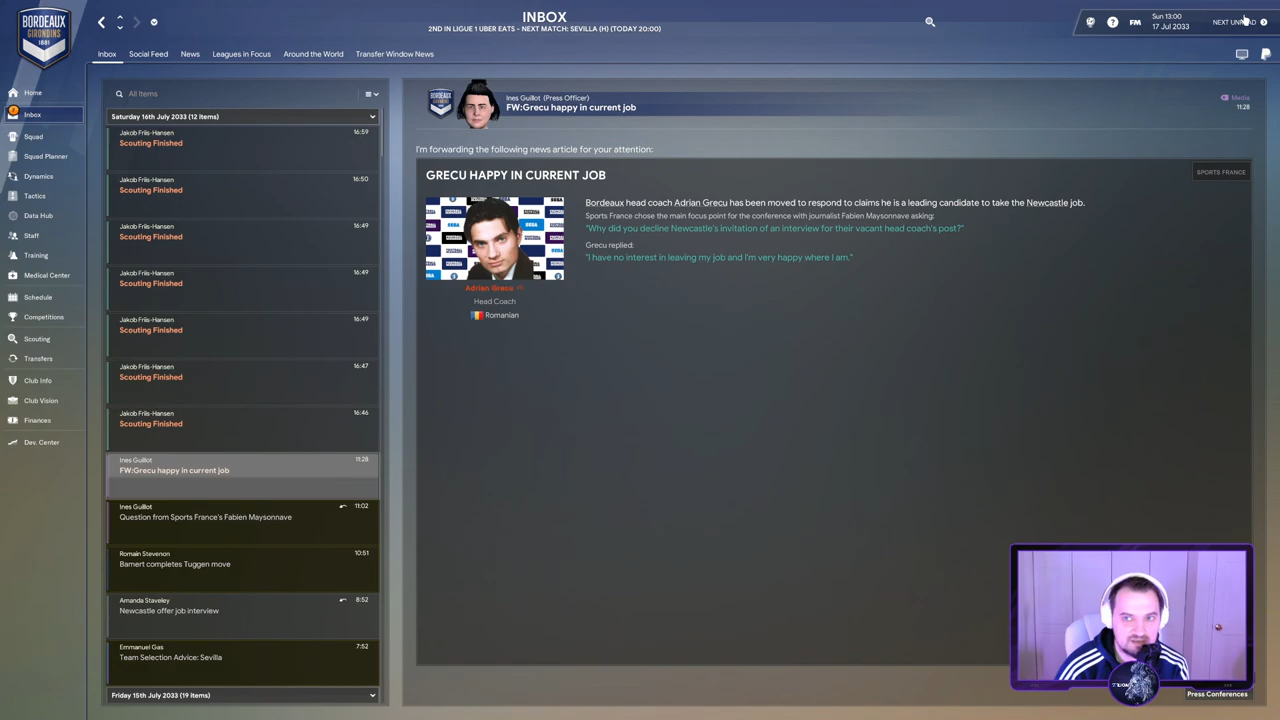 BORDEAUX
GIRONDINS
1881
INBOX
2ND IN LIGUE 1 UBER EATS - NEXT MATCH: SEVILLA (H) (TODAY 20:00)
FM
Sun 13:00
17 Jul 2033
Inbox
Social Feed
News
Leagues in Focus
Around the World
Transfer Window News
Home
Inbox
Squad
Squad Planner
Dynamics
Tactics
Data Hub
Staff
Training
Medical Center
Schedule
Competitions
Scouting
Transfers
Club Info
Club Vision
Finances
Dev. Center
All Items
Saturday 16th July 2033 (12 items)
Jakob Friis-Hansen 16:59
Scouting Finished
Jakob Friis-Hansen 16:50
Scouting Finished
Jakob Friis-Hansen 16:49
Scouting Finished
Jakob Friis-Hansen 16:49
Scouting Finished
Jakob Friis-Hansen 16:49
Scouting Finished
Jakob Friis-Hansen 16:47
Scouting Finished
Jakob Friis-Hansen 16:46
Scouting Finished
Ines Guillot 11:28
FW:Grecu happy in current job
Ines Guillot 11:02
Question from Sports France's Fabien Maysonnave
Romain Stevenon 10:51
Barnert completes Tuggen move
Amanda Staveley 8:52
Newcastle offer job interview
Emmanuel Gas 7:52
Team Selection Advice: Sevilla
Friday 15th July 2033 (19 items)
Ines Guillot (Press Officer)
FW:Grecu happy in current job
Media
11:28
I'm forwarding the following news article for your attention:
GRECU HAPPY IN CURRENT JOB
SPORTS FRANCE
Bordeaux head coach Adrian Grecu has been moved to respond to claims he is a leading candidate to take the Newcastle job.
Sports France chose the main focus point for the conference with journalist Fabien Maysonnave asking:
"Why did you decline Newcastle's invitation of an interview for their vacant head coach's post?"
Grecu replied:
"I have no interest in leaving my job and I'm very happy where I am."
SEGA
Adrian Grecu
Head Coach
Romanian
Press Conferences